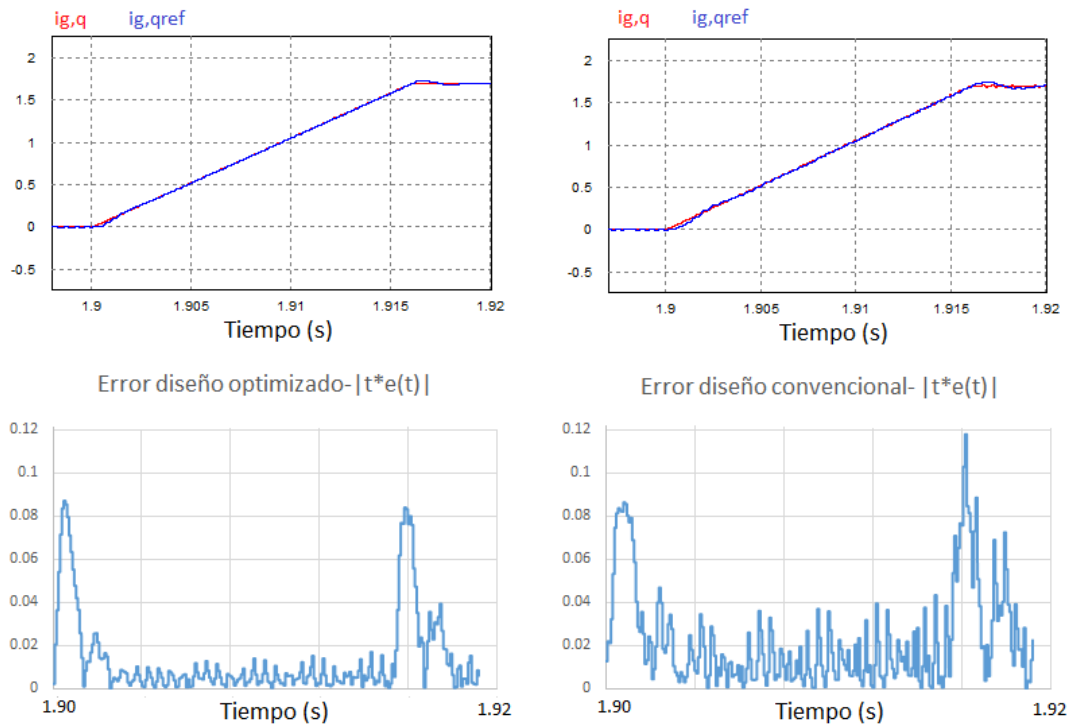 ig,q ig,qref
2
1.5
1
0.5
0
-0.5
1.9 1.905 1.91 1.915 1.92
Tiempo (s)
ig,q ig,qref
2
1.5
1
0.5
0
-0.5
1.9 1.905 1.91 1.915 1.92
Tiempo (s)
Error diseño optimizado-|t*e(t)|
0.12
0.1
0.08
0.06
0.04
0.02
0
1.90 1.92
Tiempo (s)
Error diseño convencional- |t*e(t)|
0.12
0.1
0.08
0.06
0.04
0.02
0
1.90 1.92
Tiempo (s)